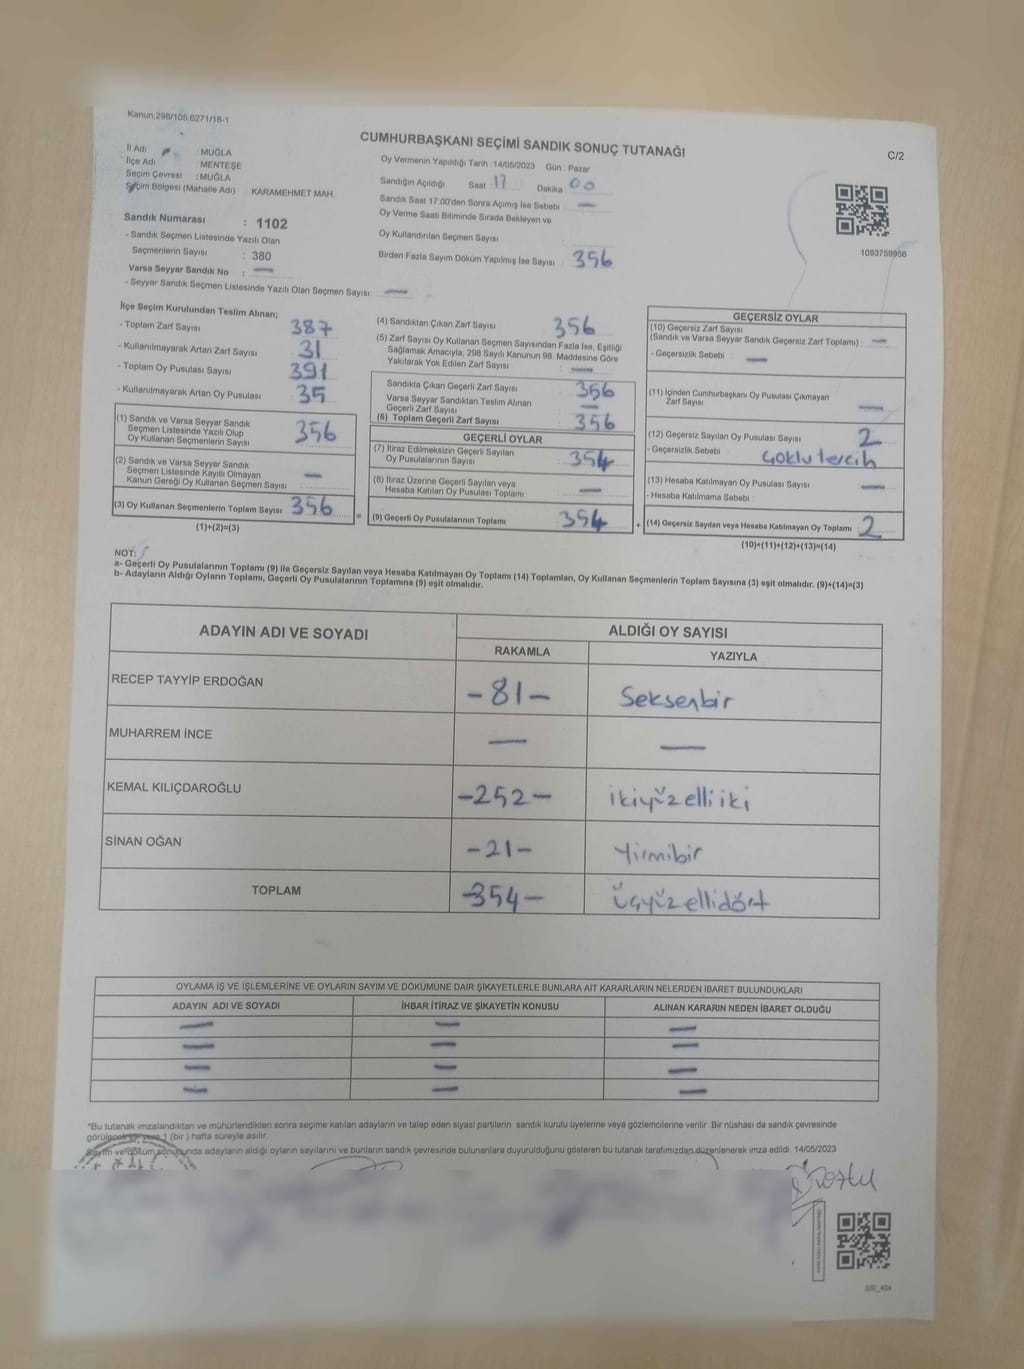 Kanun:298/105,6271/18-1
CUMHURBAŞKANI SEÇİMİ SANDIK SONUÇ TUTANAĞI
C/2
İl Adı MUĞLA
İlçe Adı MENTEŞE
Seçim Çevresi : MUĞLA
Seçim Bölgesi (Mahalle Adı) KARAMEHMET MAH.
Oy Vermenin Yapıldığı Tarih :14/05/2023 Gün : Pazar
Sandığın Açıldığı Saat 17 Dakika 00
Sandık Saat 17.00'den Sonra Açımış İse Sebebi —
Oy Verme Saati Bitiminde Sırada Bekleyen ve
Oy Kullandırılan Seçmen Sayısı :
Birden Fazla Sayım Döküm Yapılmış İse Sayısı : 356
1093759956
Sandık Numarası : 1102
- Sandık Seçmen Listesinde Yazılı Olan
Seçmenlerin Sayısı : 380
Varsa Seyyar Sandık No : —
- Seyyar Sandık Seçmen Listesinde Yazılı Olan Seçmen Sayısı: —
İlçe Seçim Kurulundan Teslim Alınan;
- Toplam Zarf Sayısı 387
- Kullanılmayarak Artan Zarf Sayısı 31
- Toplam Oy Pusulası Sayısı 391
- Kullanılmayarak Artan Oy Pusulası 35
(1) Sandık ve Varsa Seyyar Sandık
Seçmen Listesinde Yazılı Olup
Oy Kullanan Seçmenlerin Sayısı 356
(2) Sandık ve Varsa Seyyar Sandık
Seçmen Listesinde Kayıtlı Olmayan
Kanun Gereği Oy Kullanan Seçmen Sayısı —
(3) Oy Kullanan Seçmenlerin Toplam Sayısı 356
(1)+(2)=(3)
=
(4) Sandıktan Çıkan Zarf Sayısı 356
(5) Zarf Sayısı Oy Kullanan Seçmen Sayısından Fazla İse, Eşitliği
Sağlamak Amacıyla, 298 Sayılı Kanunun 98. Maddesine Göre
Yakılarak Yok Edilen Zarf Sayısı —
Sandıkta Çıkan Geçerli Zarf Sayısı 356
Varsa Seyyar Sandıktan Teslim Alınan
Geçerli Zarf Sayısı —
(6) Toplam Geçerli Zarf Sayısı 356
GEÇERLİ OYLAR
(7) İtiraz Edilmeksizin Geçerli Sayılan
Oy Pusulalarının Sayısı 354
(8) İtiraz Üzerine Geçerli Sayılan veya
Hesaba Katılan Oy Pusulası Toplamı —
(9) Geçerli Oy Pusulalarının Toplamı 354
+
GEÇERSİZ OYLAR
(10) Geçersiz Zarf Sayısı
(Sandık ve Varsa Seyyar Sandık Geçersiz Zarf Toplamı) : —
- Geçersizlik Sebebi : —
(11) İçinden Cumhurbaşkanı Oy Pusulası Çıkmayan
Zarf Sayısı —
(12) Geçersiz Sayılan Oy Pusulası Sayısı 2
- Geçersizlik Sebebi : Çoklu tercih
(13) Hesaba Katılmayan Oy Pusulası Sayısı —
- Hesaba Katılmama Sebebi :
(14) Geçersiz Sayılan veya Hesaba Katılmayan Oy Toplamı 2
(10)+(11)+(12)+(13)=(14)
NOT:
a- Geçerli Oy Pusulalarının Toplamı (9) ile Geçersiz Sayılan veya Hesaba Katılmayan Oy Toplamı (14) Toplamları, Oy Kullanan Seçmenlerin Toplam Sayısına (3) eşit olmalıdır. (9)+(14)=(3)
b- Adayların Aldığı Oyların Toplamı, Geçerli Oy Pusulalarının Toplamına (9) eşit olmalıdır.
ADAYIN ADI VE SOYADI
ALDIĞI OY SAYISI
RAKAMLA YAZIYLA
RECEP TAYYİP ERDOĞAN -81- Seksenbir
MUHARREM İNCE — —
KEMAL KILIÇDAROĞLU -252- ikiyüzelliiki
SİNAN OĞAN -21- Yirmibir
TOPLAM -354- Üçyüzellidört
OYLAMA İŞ VE İŞLEMLERİNE VE OYLARIN SAYIM VE DÖKÜMÜNE DAİR ŞİKAYETLERLE BUNLARA AİT KARARLARIN NELERDEN İBARET BULUNDUKLARI
ADAYIN ADI VE SOYADI İHBAR İTİRAZ VE ŞİKAYETİN KONUSU ALINAN KARARIN NEDEN İBARET OLDUĞU
— — —
— — —
— — —
— — —
*Bu tutanak imzalandıktan ve mühürlendikten sonra seçime katılan adayların ve talep eden siyasi partilerin sandık kurulu üyelerine veya gözlemcilerine verilir .Bir nüshası da sandık çevresinde
görülecek bir yere 1 (bir ) hafta süreyle asılır.
Sayım ve döküm sonucunda adayların aldığı oyların sayılarını ve bunların sandık çevresinde bulunanlara duyurulduğunu gösteren bu tutanak tarafımızdan düzenlenerek imza edildi. 14/05/2023